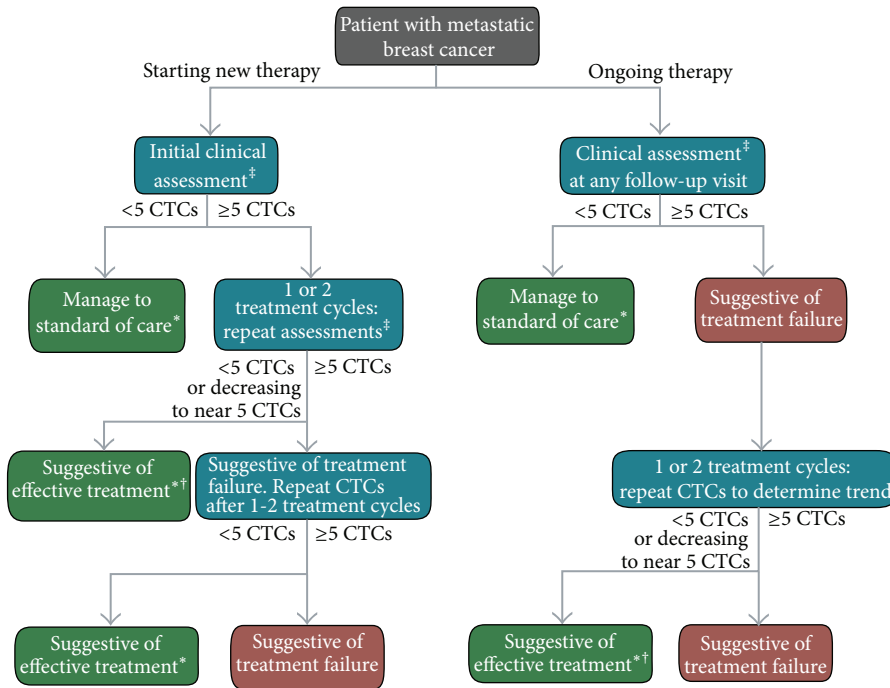 Patient with metastatic
breast cancer
Starting new therapy
Ongoing therapy
Initial clinical
assessment‡
<5 CTCs
≥5 CTCs
Manage to
standard of care*
1 or 2
treatment cycles:
repeat assessments‡
<5 CTCs
or decreasing
to near 5 CTCs
≥5 CTCs
Suggestive of
effective treatment*†
Suggestive of treatment
failure. Repeat CTCs
after 1-2 treatment cycles
<5 CTCs
≥5 CTCs
Suggestive of
effective treatment*
Suggestive of
treatment failure
Clinical assessment‡
at any follow-up visit
<5 CTCs
≥5 CTCs
Manage to
standard of care*
Suggestive of
treatment failure
1 or 2 treatment cycles:
repeat CTCs to determine trend
<5 CTCs
or decreasing
to near 5 CTCs
≥5 CTCs
Suggestive of
effective treatment*†
Suggestive of
treatment failure